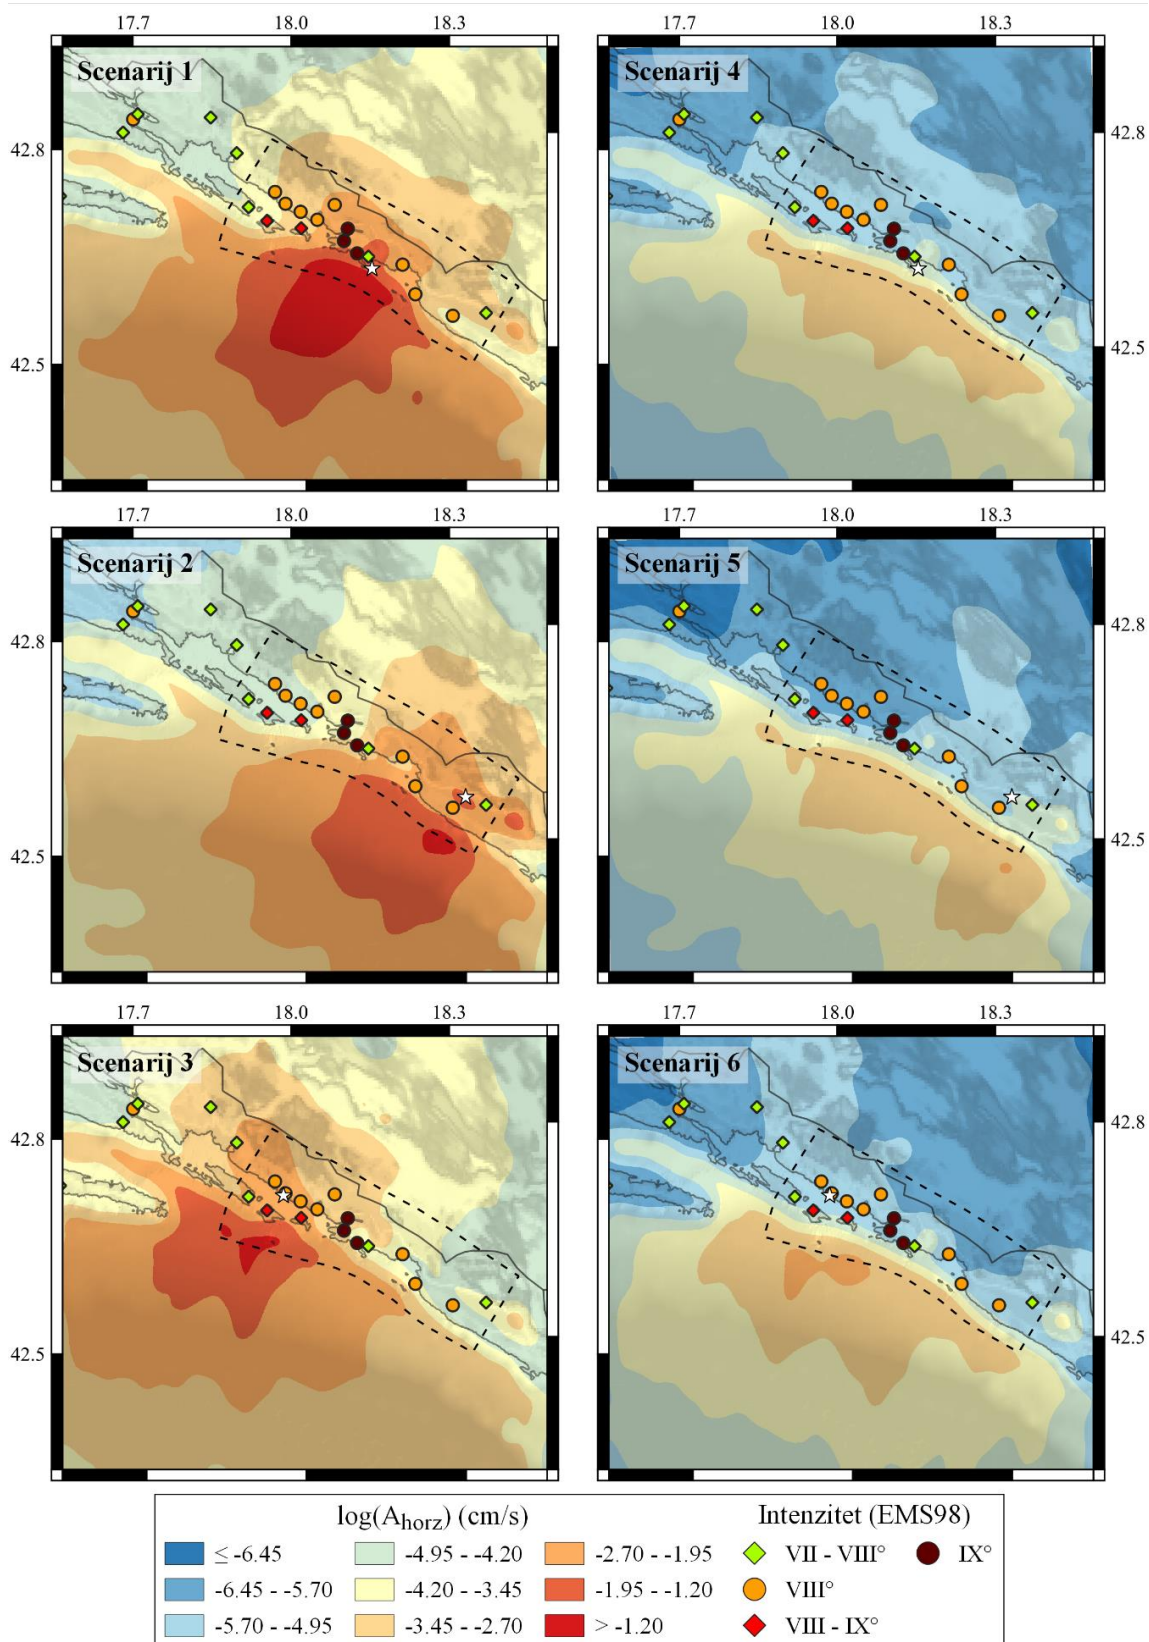 17.7 18.0 18.3 17.7 18.0 18.3
Scenarij 1 Scenarij 4
42.8 42.8
42.5 42.5
17.7 18.0 18.3 17.7 18.0 18.3
Scenarij 2 Scenarij 5
42.8 42.8
42.5 42.5
17.7 18.0 18.3 17.7 18.0 18.3
Scenarij 3 Scenarij 6
42.8 42.8
42.5 42.5
log(Ahorz) (cm/s) Intenzitet (EMS98)
≤ -6.45 -4.95 - -4.20 -2.70 - -1.95 VII - VIII° IX°
-6.45 - -5.70 -4.20 - -3.45 -1.95 - -1.20 VIII°
-5.70 - -4.95 -3.45 - -2.70 > -1.20 VIII - IX°